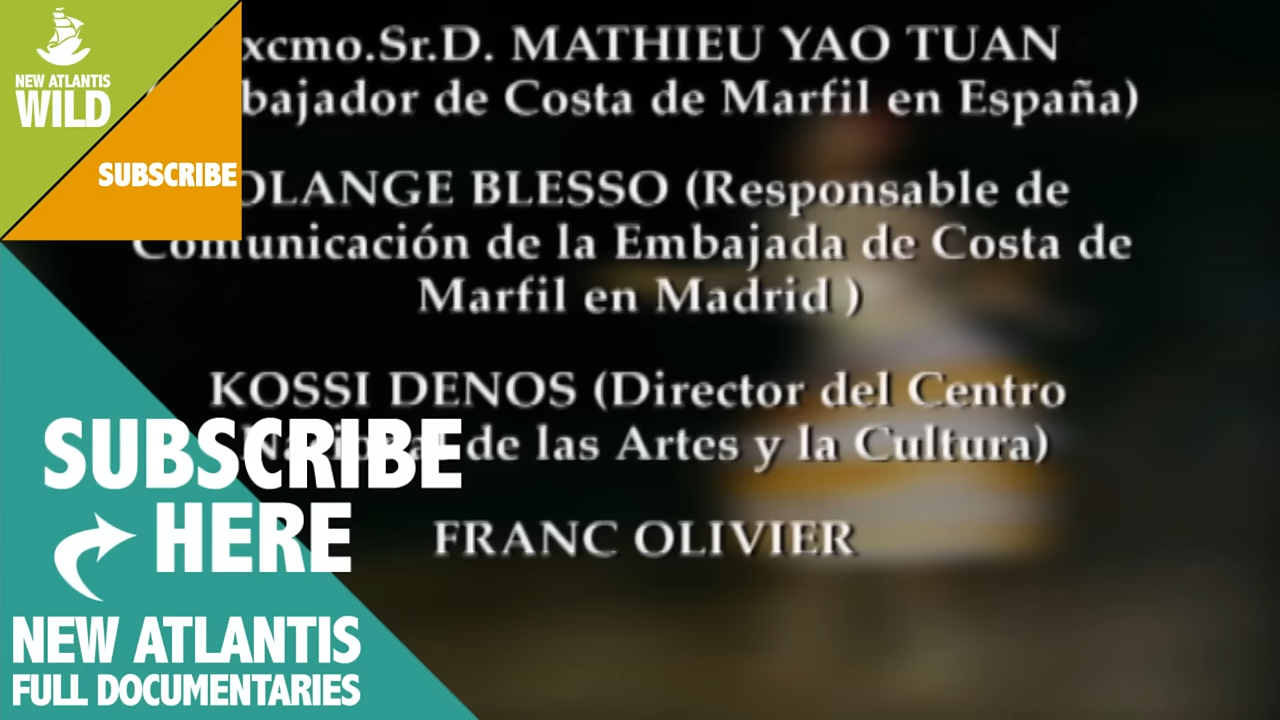 NEW ATLANTIS
WILD
SUBSCRIBE
xcmo.Sr.D. MATHIEU YAO TUAN
bajador de Costa de Marfil en España)
OLANGE BLESSO (Responsable de
Comunicación de la Embajada de Costa de
Marfil en Madrid )
KOSSI DENOS (Director del Centro
Nacional de las Artes y la Cultura)
FRANC OLIVIER
SUBSCRIBE
HERE
NEW ATLANTIS
FULL DOCUMENTARIES